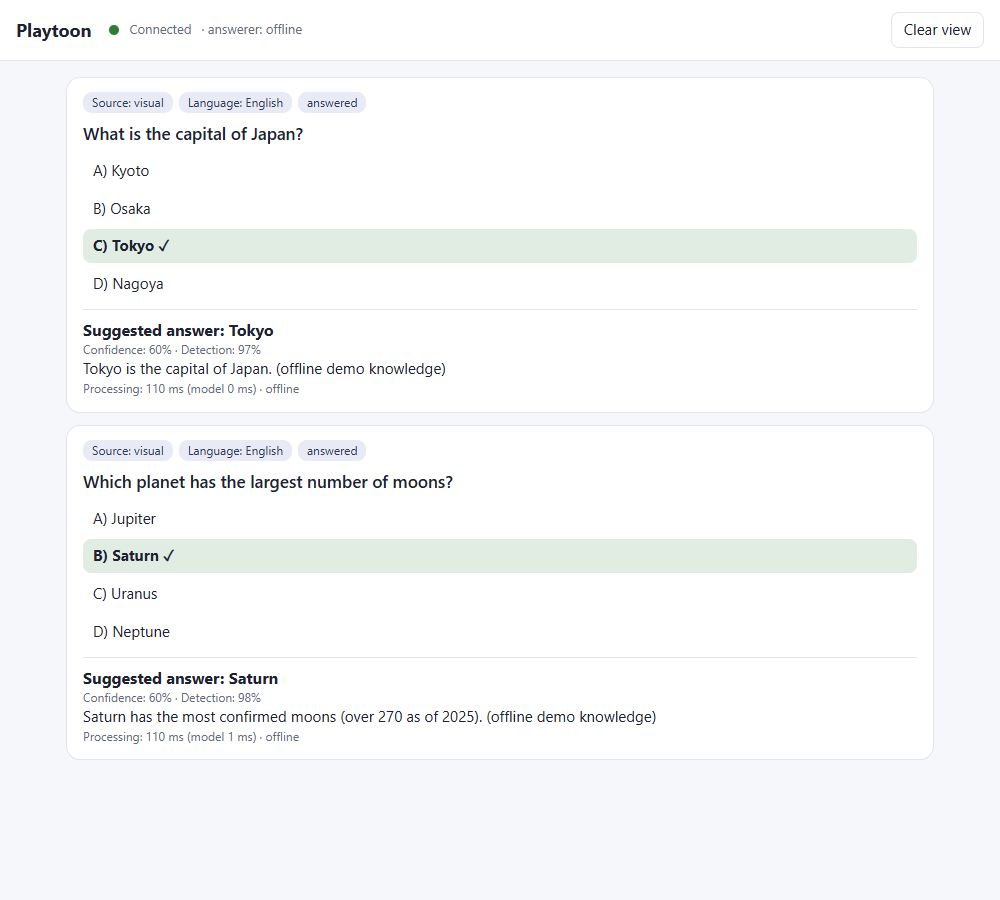 Playtoon
Connected · answerer: offline
Clear view
Source: visual
Language: English
answered
What is the capital of Japan?
A) Kyoto
B) Osaka
C) Tokyo ✓
D) Nagoya
Suggested answer: Tokyo
Confidence: 60% · Detection: 97%
Tokyo is the capital of Japan. (offline demo knowledge)
Processing: 110 ms (model 0 ms) · offline
Source: visual
Language: English
answered
Which planet has the largest number of moons?
A) Jupiter
B) Saturn ✓
C) Uranus
D) Neptune
Suggested answer: Saturn
Confidence: 60% · Detection: 98%
Saturn has the most confirmed moons (over 270 as of 2025). (offline demo knowledge)
Processing: 110 ms (model 1 ms) · offline